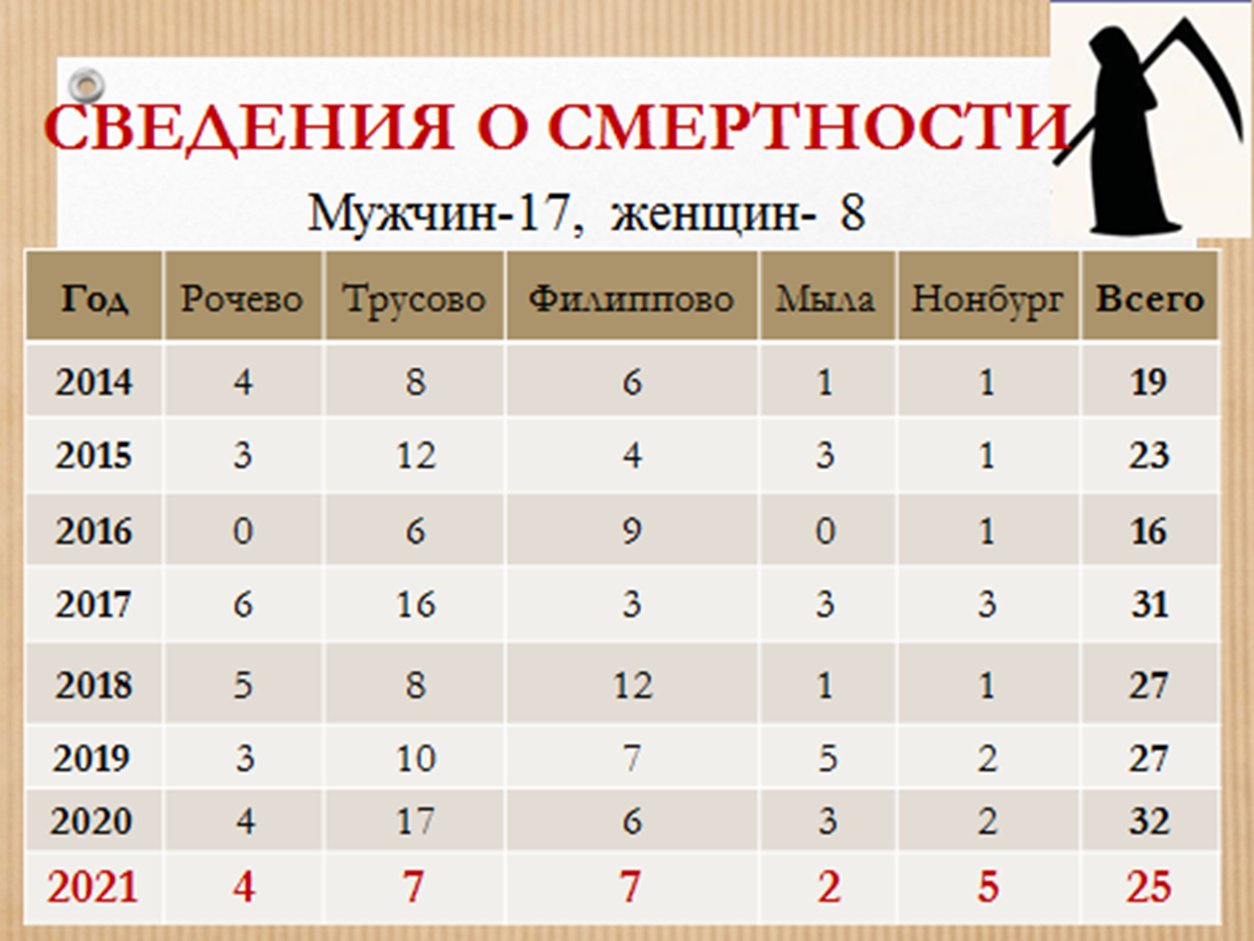 СВЕДЕНИЯ О СМЕРТНОСТИ
Мужчин-17, женщин- 8
Год Рочево Трусово Филиппово Мыла Нонбург Всего
2014 4 8 6 1 1 19
2015 3 12 4 3 1 23
2016 0 6 9 0 1 16
2017 6 16 3 3 3 31
2018 5 8 12 1 1 27
2019 3 10 7 5 2 27
2020 4 17 6 3 2 32
2021 4 7 7 2 5 25